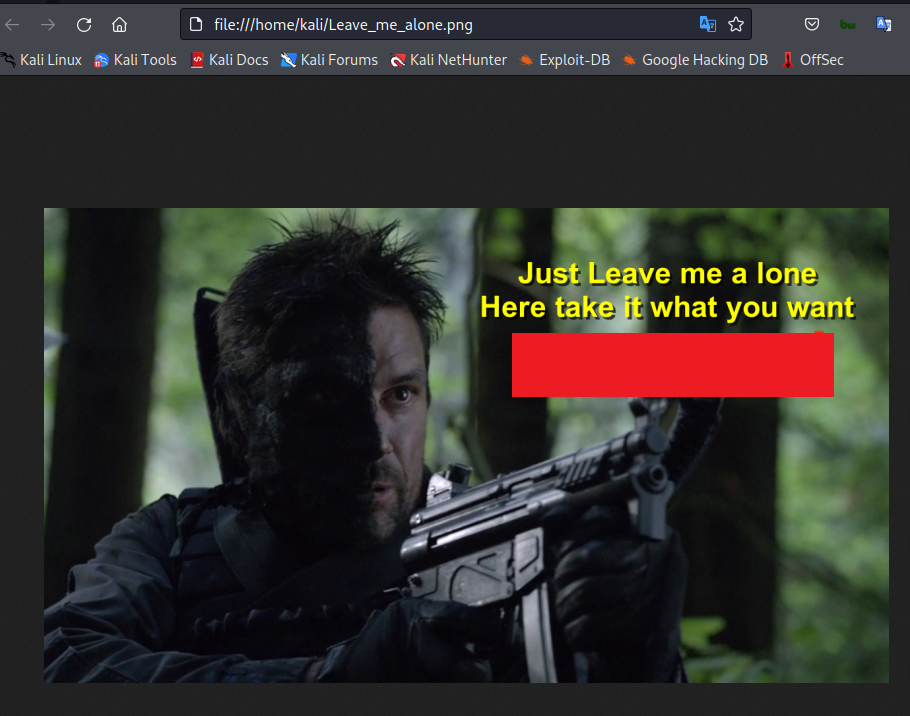 file:///home/kali/Leave_me_alone.png
Kali Linux Kali Tools Kali Docs Kali Forums Kali NetHunter Exploit-DB Google Hacking DB OffSec
Just Leave me a lone
Here take it what you want